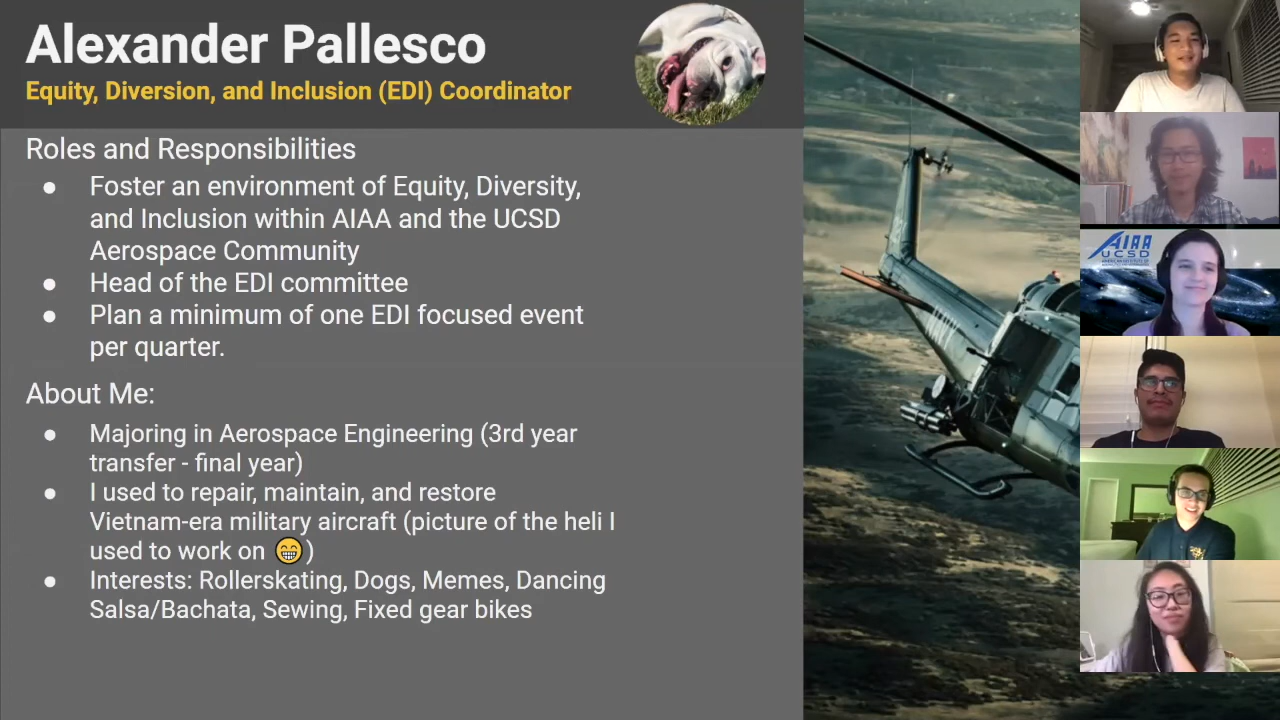 Alexander Pallesco
Equity, Diversion, and Inclusion (EDI) Coordinator
Roles and Responsibilities
● Foster an environment of Equity, Diversity,
and Inclusion within AIAA and the UCSD
Aerospace Community
● Head of the EDI committee
● Plan a minimum of one EDI focused event
per quarter.
About Me:
● Majoring in Aerospace Engineering (3rd year
transfer - final year)
● I used to repair, maintain, and restore
Vietnam-era military aircraft (picture of the heli I
used to work on 😁)
● Interests: Rollerskating, Dogs, Memes, Dancing
Salsa/Bachata, Sewing, Fixed gear bikes
AIAA
UCSD